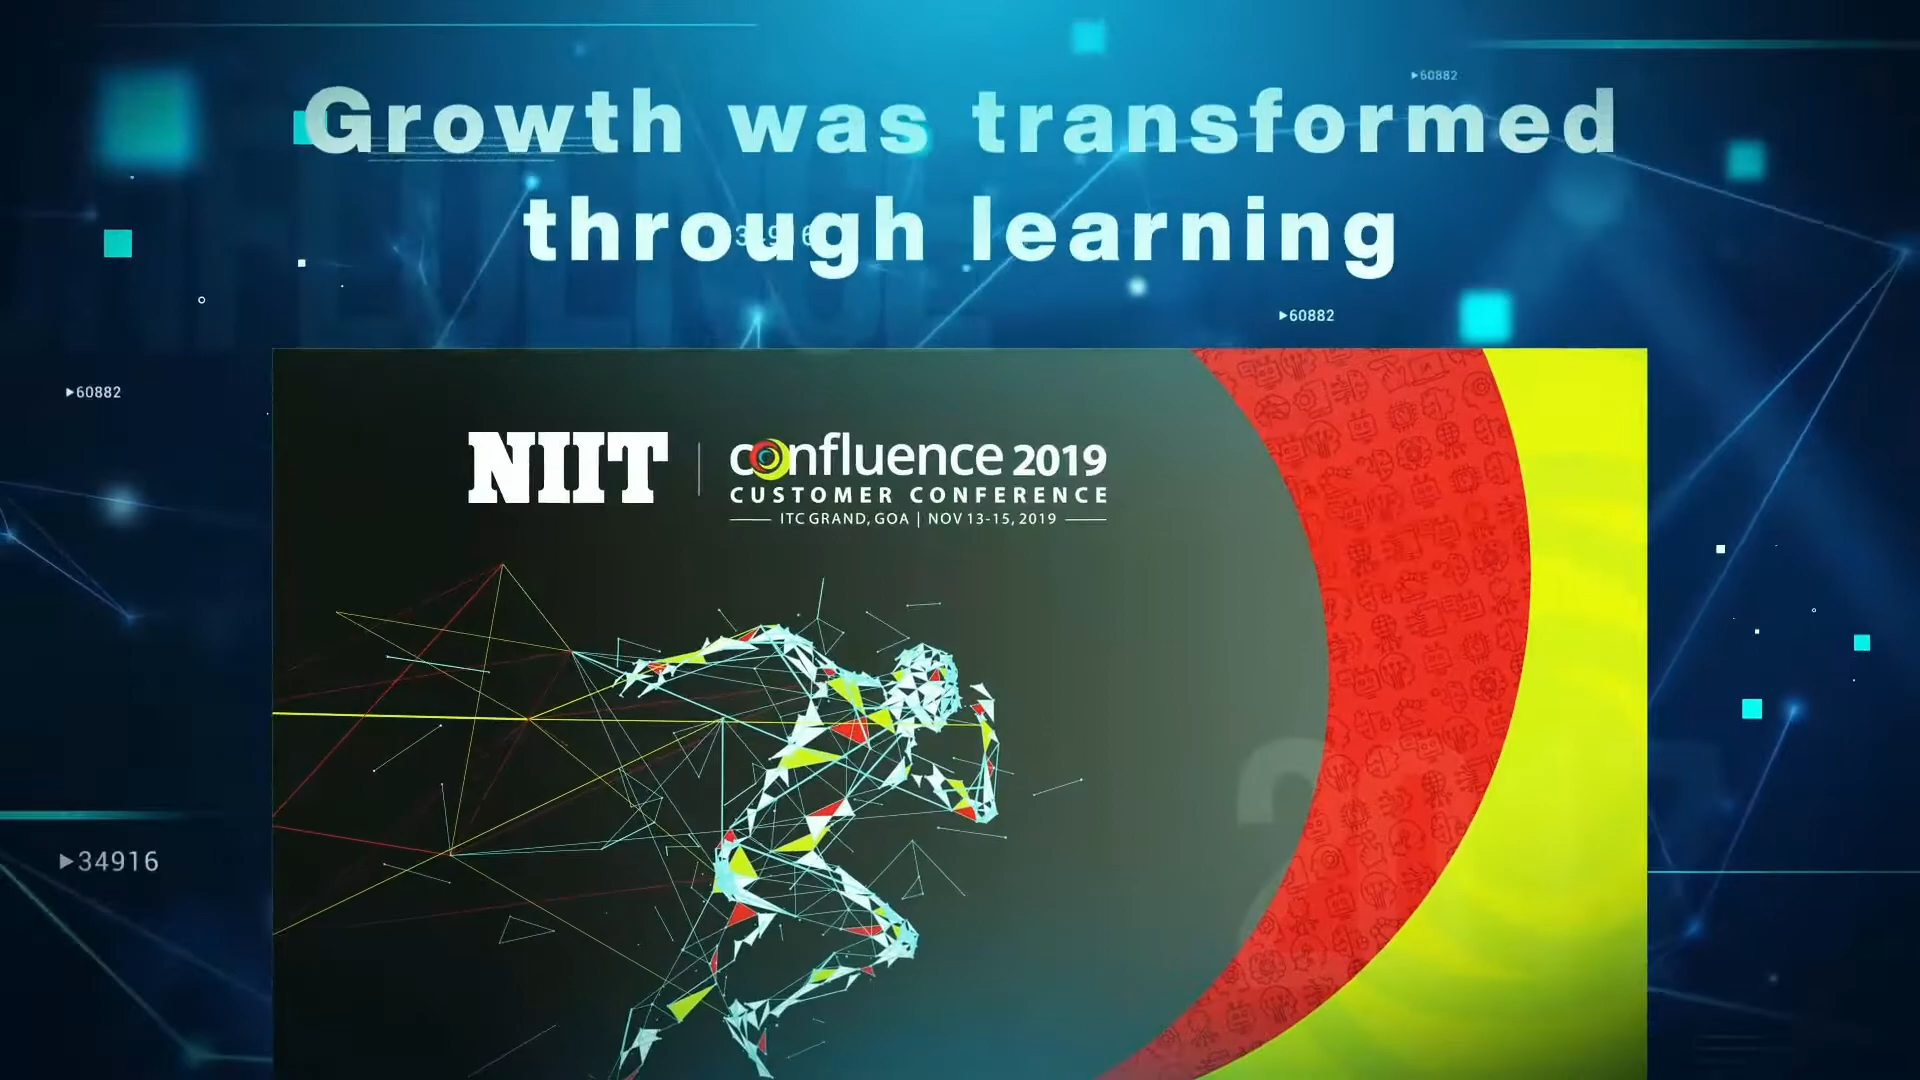 ▶60882
Growth was transformed
through learning
34916
▶60882
▶60882
NIIT
confluence 2019
CUSTOMER CONFERENCE
ITC GRAND, GOA | NOV 13-15, 2019
▶34916